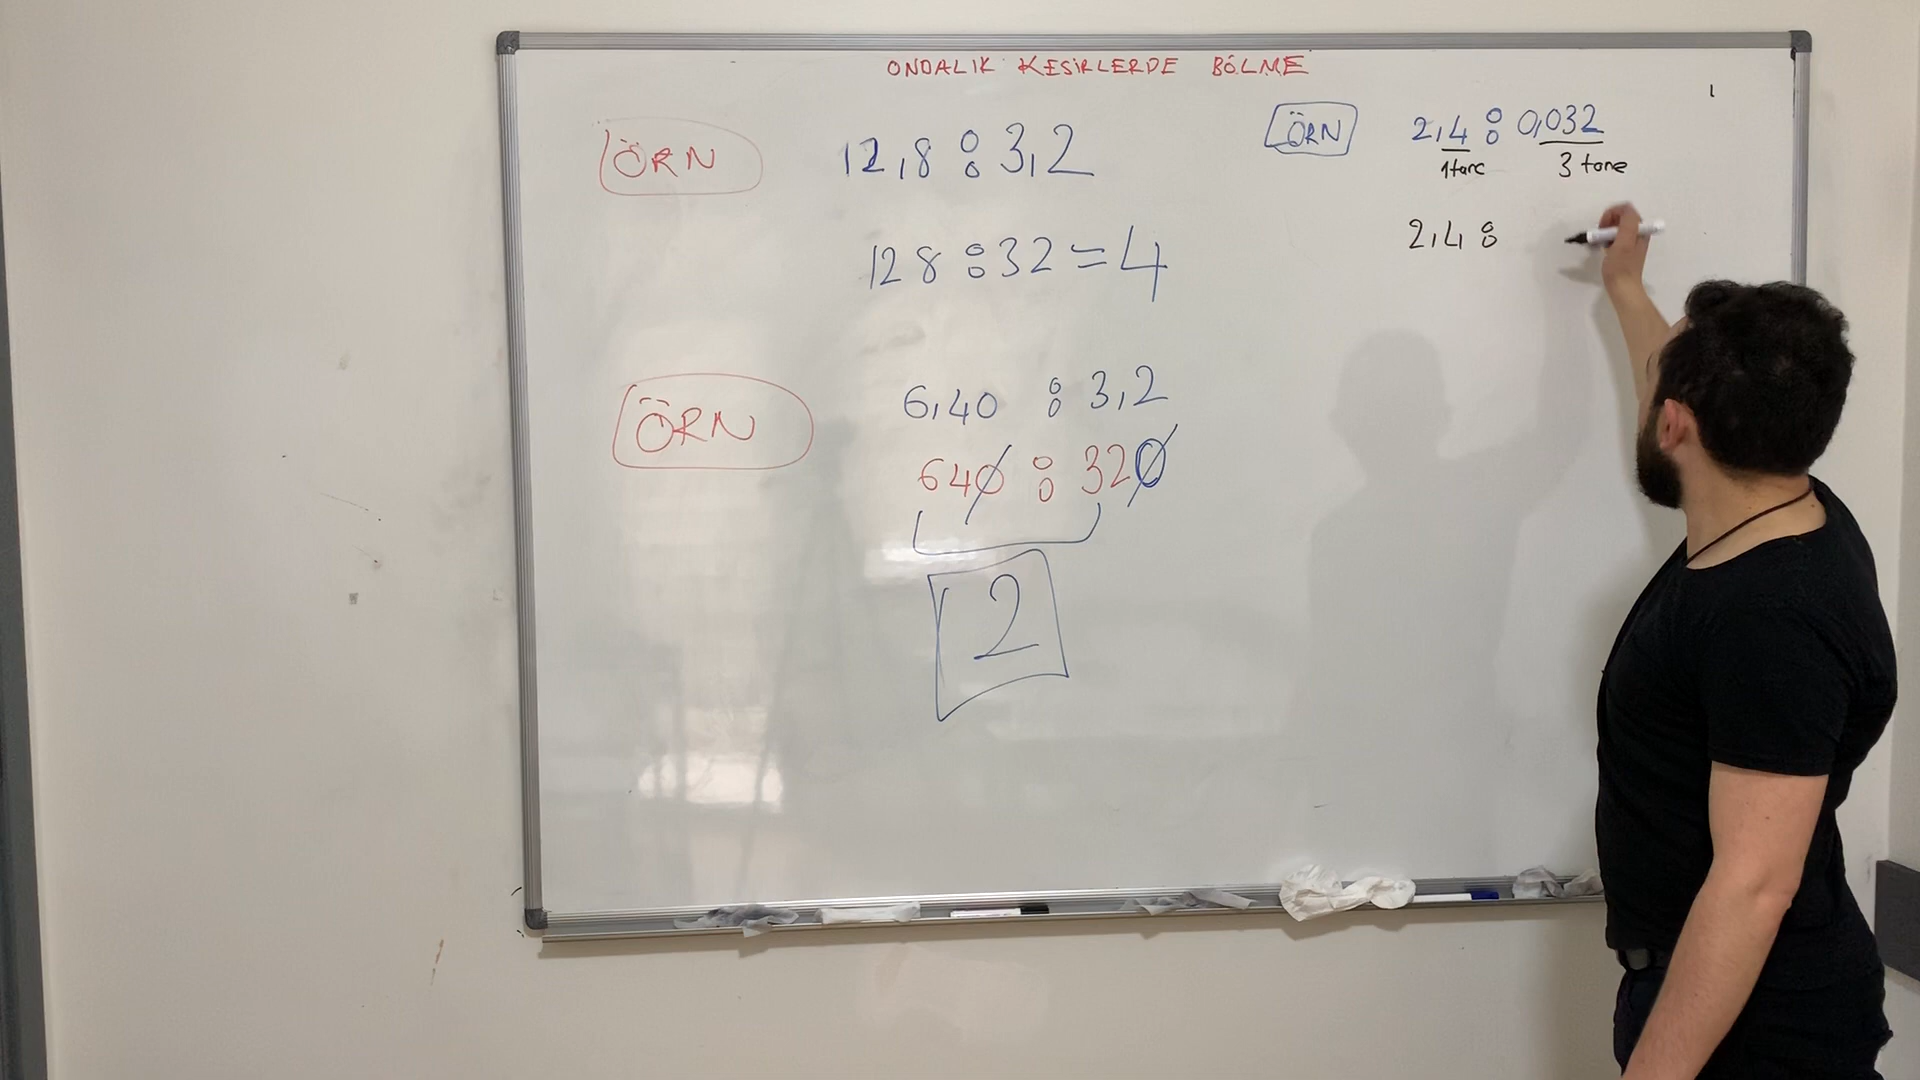 ONDALIK KESİRLERDE BÖLME
ÖRN 12,8 : 3,2
128 : 32 = 4
ÖRN 6,40 : 3,2
640 : 320
2
ÖRN 2,4 : 0,032
1 tane 3 tane
2,4 :